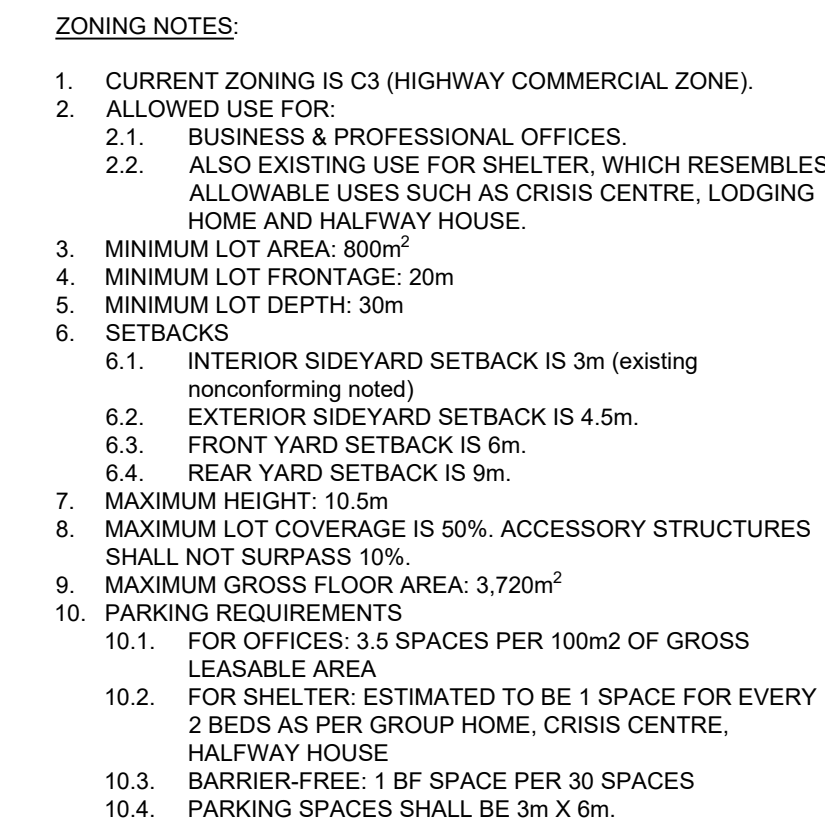 ZONING NOTES:
1. CURRENT ZONING IS C3 (HIGHWAY COMMERCIAL ZONE).
2. ALLOWED USE FOR:
2.1. BUSINESS & PROFESSIONAL OFFICES.
2.2. ALSO EXISTING USE FOR SHELTER, WHICH RESEMBLES
ALLOWABLE USES SUCH AS CRISIS CENTRE, LODGING
HOME AND HALFWAY HOUSE.
3. MINIMUM LOT AREA: 800m²
4. MINIMUM LOT FRONTAGE: 20m
5. MINIMUM LOT DEPTH: 30m
6. SETBACKS
6.1. INTERIOR SIDEYARD SETBACK IS 3m (existing
nonconforming noted)
6.2. EXTERIOR SIDEYARD SETBACK IS 4.5m.
6.3. FRONT YARD SETBACK IS 6m.
6.4. REAR YARD SETBACK IS 9m.
7. MAXIMUM HEIGHT: 10.5m
8. MAXIMUM LOT COVERAGE IS 50%. ACCESSORY STRUCTURES
SHALL NOT SURPASS 10%.
9. MAXIMUM GROSS FLOOR AREA: 3,720m²
10. PARKING REQUIREMENTS
10.1. FOR OFFICES: 3.5 SPACES PER 100m2 OF GROSS
LEASABLE AREA
10.2. FOR SHELTER: ESTIMATED TO BE 1 SPACE FOR EVERY
2 BEDS AS PER GROUP HOME, CRISIS CENTRE,
HALFWAY HOUSE
10.3. BARRIER-FREE: 1 BF SPACE PER 30 SPACES
10.4. PARKING SPACES SHALL BE 3m X 6m.